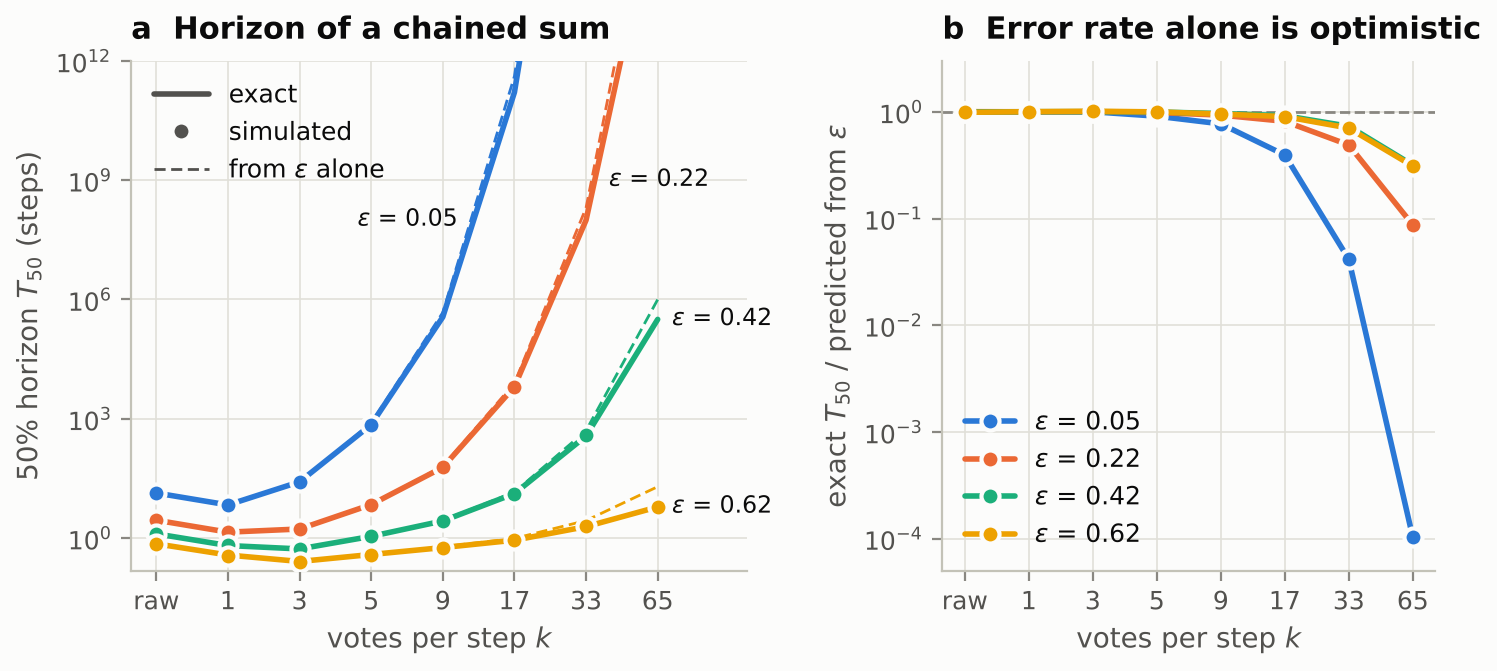 a Horizon of a chained sum
10¹²
10⁹
10⁶
10³
10⁰
50% horizon T₅₀ (steps)
exact
simulated
from ε alone
ε = 0.05
ε = 0.22
ε = 0.42
ε = 0.62
raw 1 3 5 9 17 33 65
votes per step k
b Error rate alone is optimistic
10⁰
10⁻¹
10⁻²
10⁻³
10⁻⁴
exact T₅₀ / predicted from ε
ε = 0.05
ε = 0.22
ε = 0.42
ε = 0.62
raw 1 3 5 9 17 33 65
votes per step k